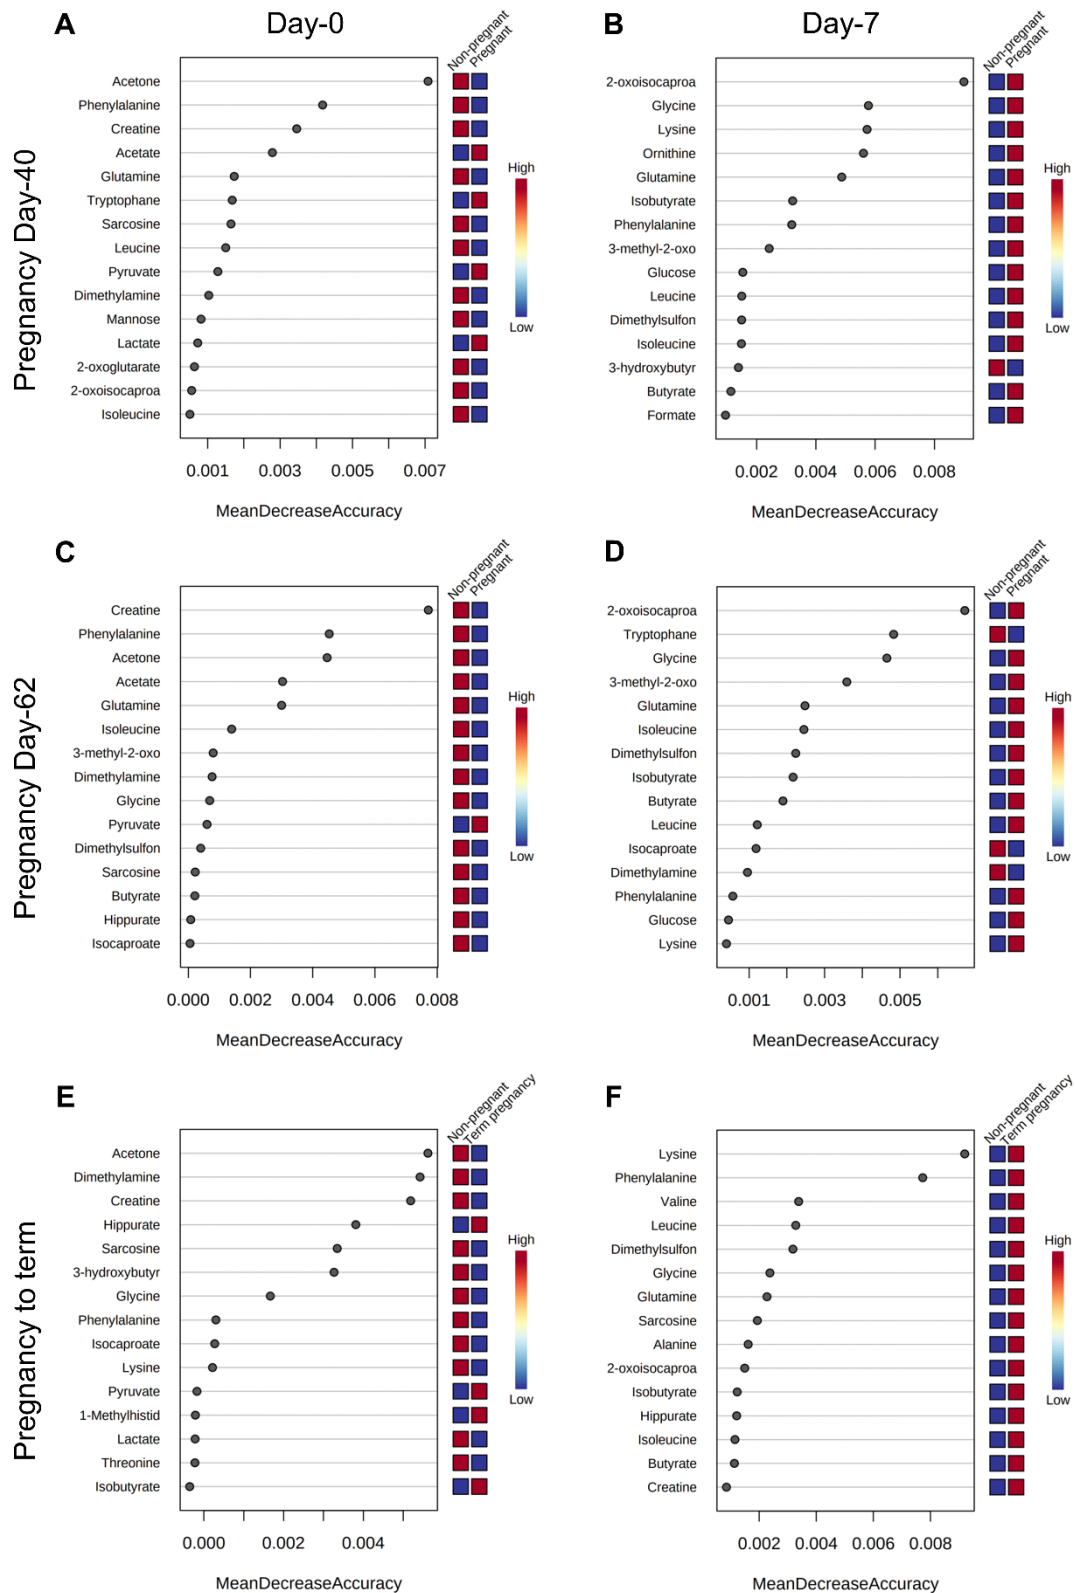 A
Day-0
Non-pregnant
Pregnant
Acetone
Phenylalanine
Creatine
Acetate
Glutamine
Tryptophane
Sarcosine
Leucine
Pyruvate
Dimethylamine
Mannose
Lactate
2-oxoglutarate
2-oxoisocaproa
Isoleucine
High
Low
0.001 0.003 0.005 0.007
MeanDecreaseAccuracy
Pregnancy Day-40
B
Day-7
Non-pregnant
Pregnant
2-oxoisocaproa
Glycine
Lysine
Ornithine
Glutamine
Isobutyrate
Phenylalanine
3-methyl-2-oxo
Glucose
Leucine
Dimethylsulfon
Isoleucine
3-hydroxybutyr
Butyrate
Formate
High
Low
0.002 0.004 0.006 0.008
MeanDecreaseAccuracy
C
Non-pregnant
Pregnant
Creatine
Phenylalanine
Acetone
Acetate
Glutamine
Isoleucine
3-methyl-2-oxo
Dimethylamine
Glycine
Pyruvate
Dimethylsulfon
Sarcosine
Butyrate
Hippurate
Isocaproate
High
Low
0.000 0.002 0.004 0.006 0.008
MeanDecreaseAccuracy
Pregnancy Day-62
D
Non-pregnant
Pregnant
2-oxoisocaproa
Tryptophane
Glycine
3-methyl-2-oxo
Glutamine
Isoleucine
Dimethylsulfon
Isobutyrate
Butyrate
Leucine
Isocaproate
Dimethylamine
Phenylalanine
Glucose
Lysine
High
Low
0.001 0.003 0.005
MeanDecreaseAccuracy
E
Non-pregnant
Term pregnancy
Acetone
Dimethylamine
Creatine
Hippurate
Sarcosine
3-hydroxybutyr
Glycine
Phenylalanine
Isocaproate
Lysine
Pyruvate
1-Methylhistid
Lactate
Threonine
Isobutyrate
High
Low
0.000 0.002 0.004
MeanDecreaseAccuracy
Pregnancy to term
F
Non-pregnant
Term pregnancy
Lysine
Phenylalanine
Valine
Leucine
Dimethylsulfon
Glycine
Glutamine
Sarcosine
Alanine
2-oxoisocaproa
Isobutyrate
Hippurate
Isoleucine
Butyrate
Creatine
High
Low
0.002 0.004 0.006 0.008
MeanDecreaseAccuracy